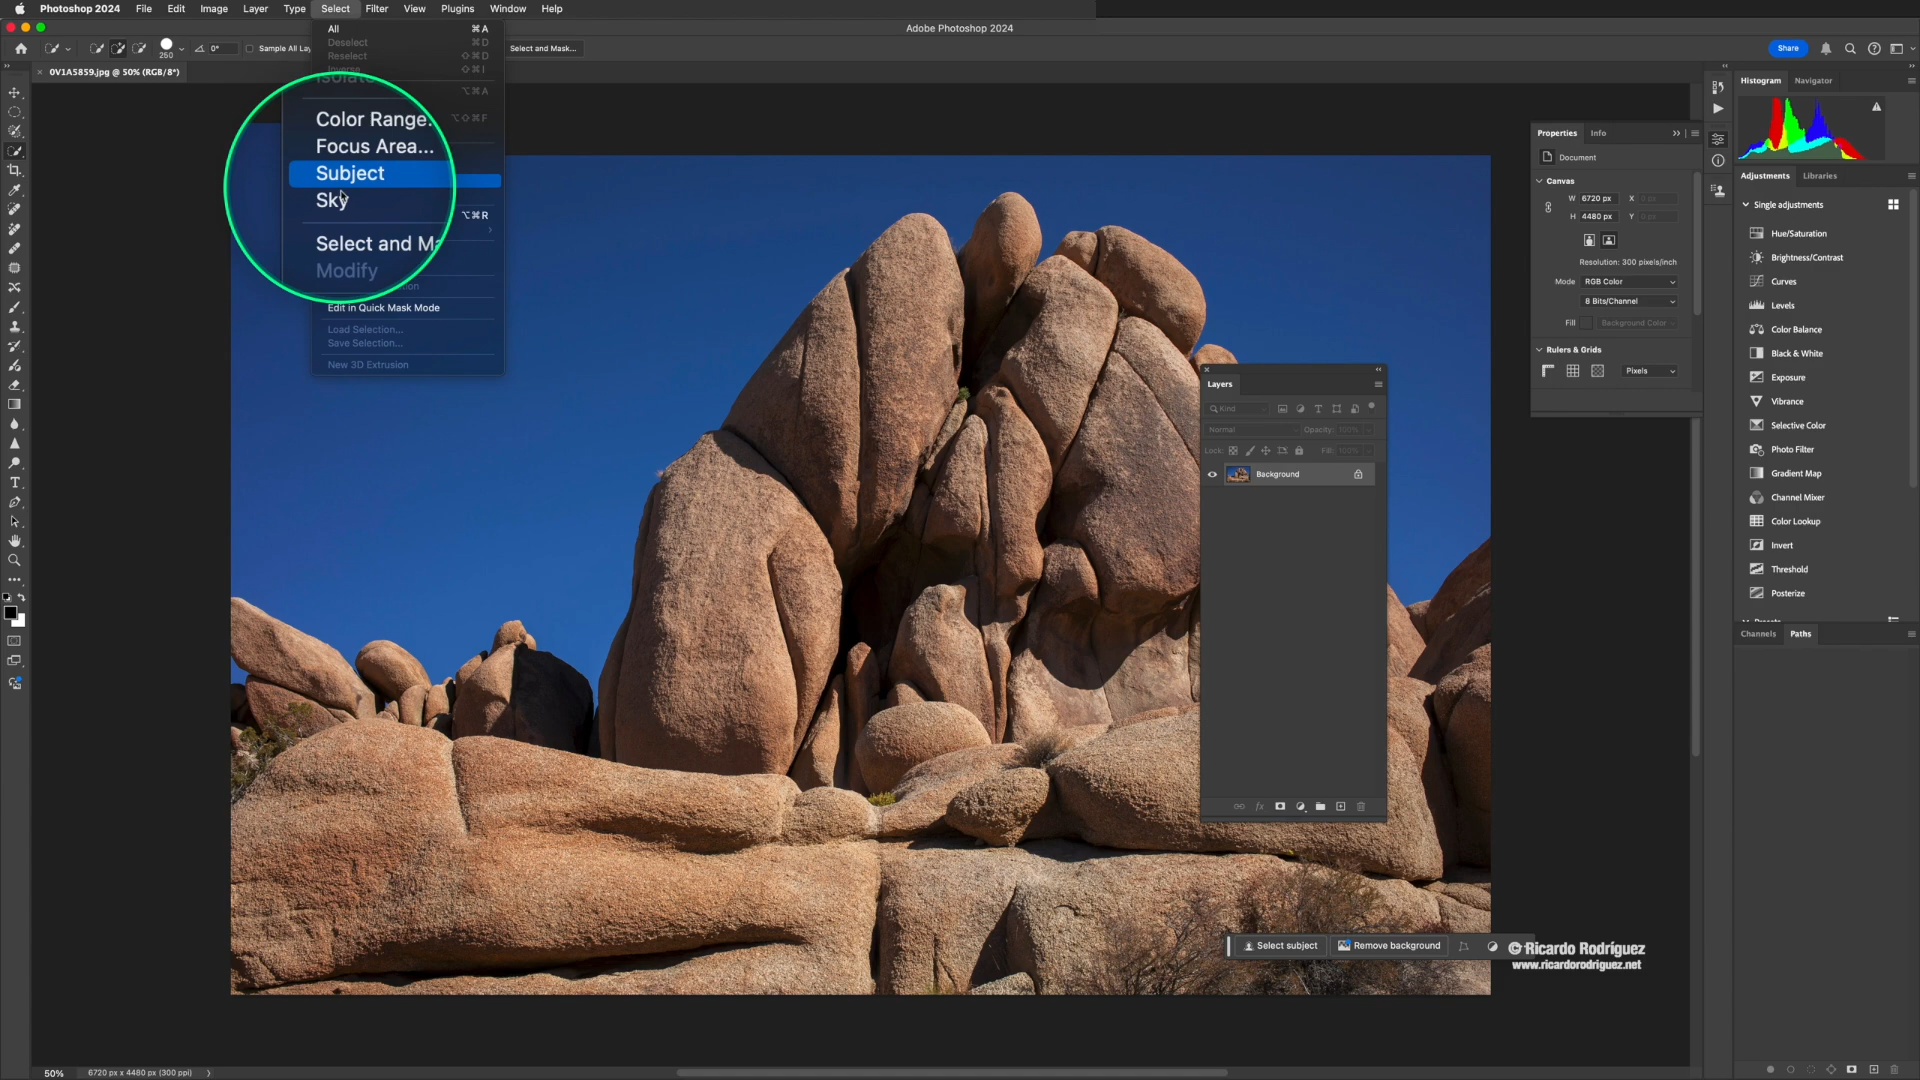 Photoshop 2024 File Edit Image Layer Type Select Filter View Plugins Window Help
Adobe Photoshop 2024
250
0°
Sample All Lay
Select and Mask...
Share
0V1A5859.jpg @ 50% (RGB/8*)
All ⌘A
Deselect ⌘D
Reselect ⇧⌘D
Inverse ⇧⌘I
⌥⌘A
Color Range.
⌥⇧⌘F
Focus Area...
Subject
Sky
⌥⌘R
Select and Ma
Modify
Edit in Quick Mask Mode
Load Selection...
Save Selection...
New 3D Extrusion
Histogram Navigator
Properties Info
Document
Canvas
W 6720 px X 0 px
H 4480 px Y 0 px
Resolution: 300 pixels/inch
Mode RGB Color
8 Bits/Channel
Fill Background Color
Rulers & Grids
Pixels
Adjustments Libraries
Single adjustments
Hue/Saturation
Brightness/Contrast
Curves
Levels
Color Balance
Black & White
Exposure
Vibrance
Selective Color
Photo Filter
Gradient Map
Channel Mixer
Color Lookup
Invert
Threshold
Posterize
Presets
Channels Paths
Layers
Kind
Normal Opacity: 100%
Lock: Fill: 100%
Background
fx
Select subject Remove background
© Ricardo Rodríguez
www.ricardorodriguez.net
50% 6720 px x 4480 px (300 ppi)